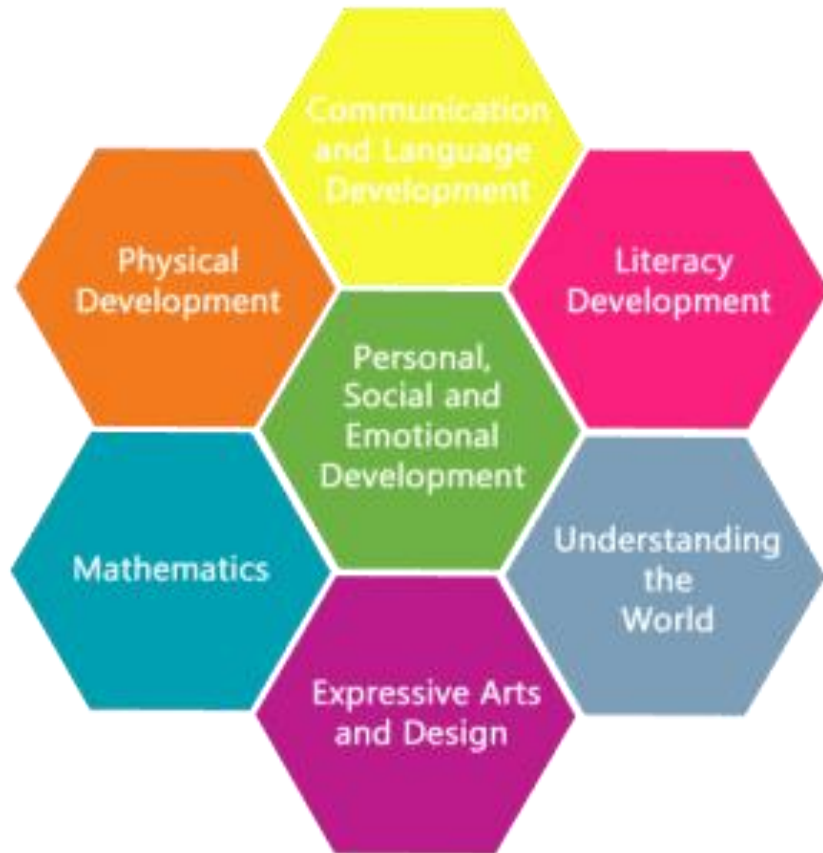 Communication
and Language
Development
Physical
Development
Literacy
Development
Personal,
Social and
Emotional
Development
Mathematics
Understanding
the
World
Expressive Arts
and Design